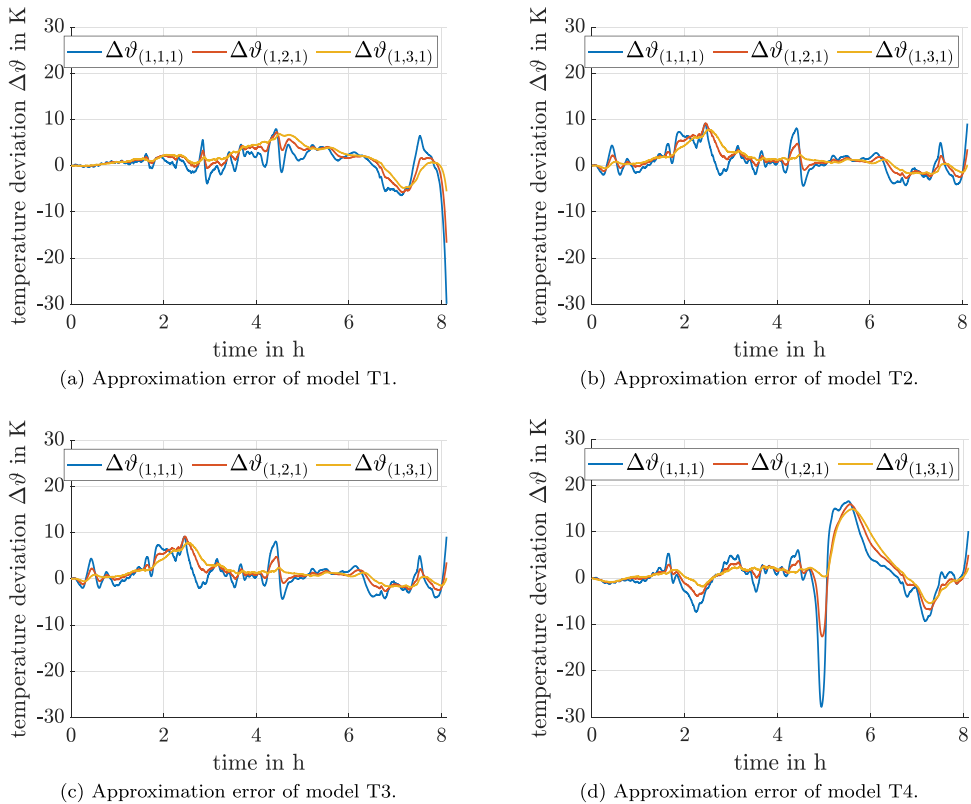 temperature deviation Δϑ in K
30
20
10
0
-10
-20
-30
Δϑ(1,1,1) Δϑ(1,2,1) Δϑ(1,3,1)
0 2 4 6 8
time in h
(a) Approximation error of model T1.
temperature deviation Δϑ in K
30
20
10
0
-10
-20
-30
Δϑ(1,1,1) Δϑ(1,2,1) Δϑ(1,3,1)
0 2 4 6 8
time in h
(b) Approximation error of model T2.
temperature deviation Δϑ in K
30
20
10
0
-10
-20
-30
Δϑ(1,1,1) Δϑ(1,2,1) Δϑ(1,3,1)
0 2 4 6 8
time in h
(c) Approximation error of model T3.
temperature deviation Δϑ in K
30
20
10
0
-10
-20
-30
Δϑ(1,1,1) Δϑ(1,2,1) Δϑ(1,3,1)
0 2 4 6 8
time in h
(d) Approximation error of model T4.